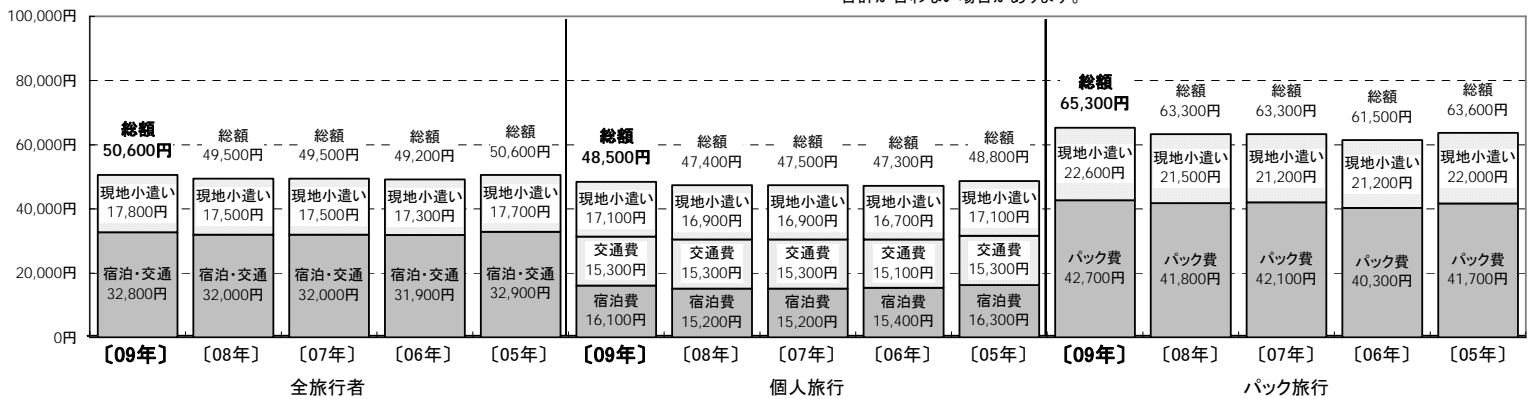 合計が合わない場合があります。
100,000円
80,000円
60,000円
40,000円
20,000円
0円
総額
50,600円
現地小遣い
17,800円
宿泊・交通
32,800円
〔09年〕
総額
49,500円
現地小遣い
17,500円
宿泊・交通
32,000円
〔08年〕
総額
49,500円
現地小遣い
17,500円
宿泊・交通
32,000円
〔07年〕
総額
49,200円
現地小遣い
17,300円
宿泊・交通
31,900円
〔06年〕
総額
50,600円
現地小遣い
17,700円
宿泊・交通
32,900円
〔05年〕
全旅行者
総額
48,500円
現地小遣い
17,100円
交通費
15,300円
宿泊費
16,100円
〔09年〕
総額
47,400円
現地小遣い
16,900円
交通費
15,300円
宿泊費
15,200円
〔08年〕
総額
47,500円
現地小遣い
16,900円
交通費
15,300円
宿泊費
15,200円
〔07年〕
総額
47,300円
現地小遣い
16,700円
交通費
15,100円
宿泊費
15,400円
〔06年〕
総額
48,800円
現地小遣い
17,100円
交通費
15,300円
宿泊費
16,300円
〔05年〕
個人旅行
総額
65,300円
現地小遣い
22,600円
パック費
42,700円
〔09年〕
総額
63,300円
現地小遣い
21,500円
パック費
41,800円
〔08年〕
総額
63,300円
現地小遣い
21,200円
パック費
42,100円
〔07年〕
総額
61,500円
現地小遣い
21,200円
パック費
40,300円
〔06年〕
総額
63,600円
現地小遣い
22,000円
パック費
41,700円
〔05年〕
パック旅行